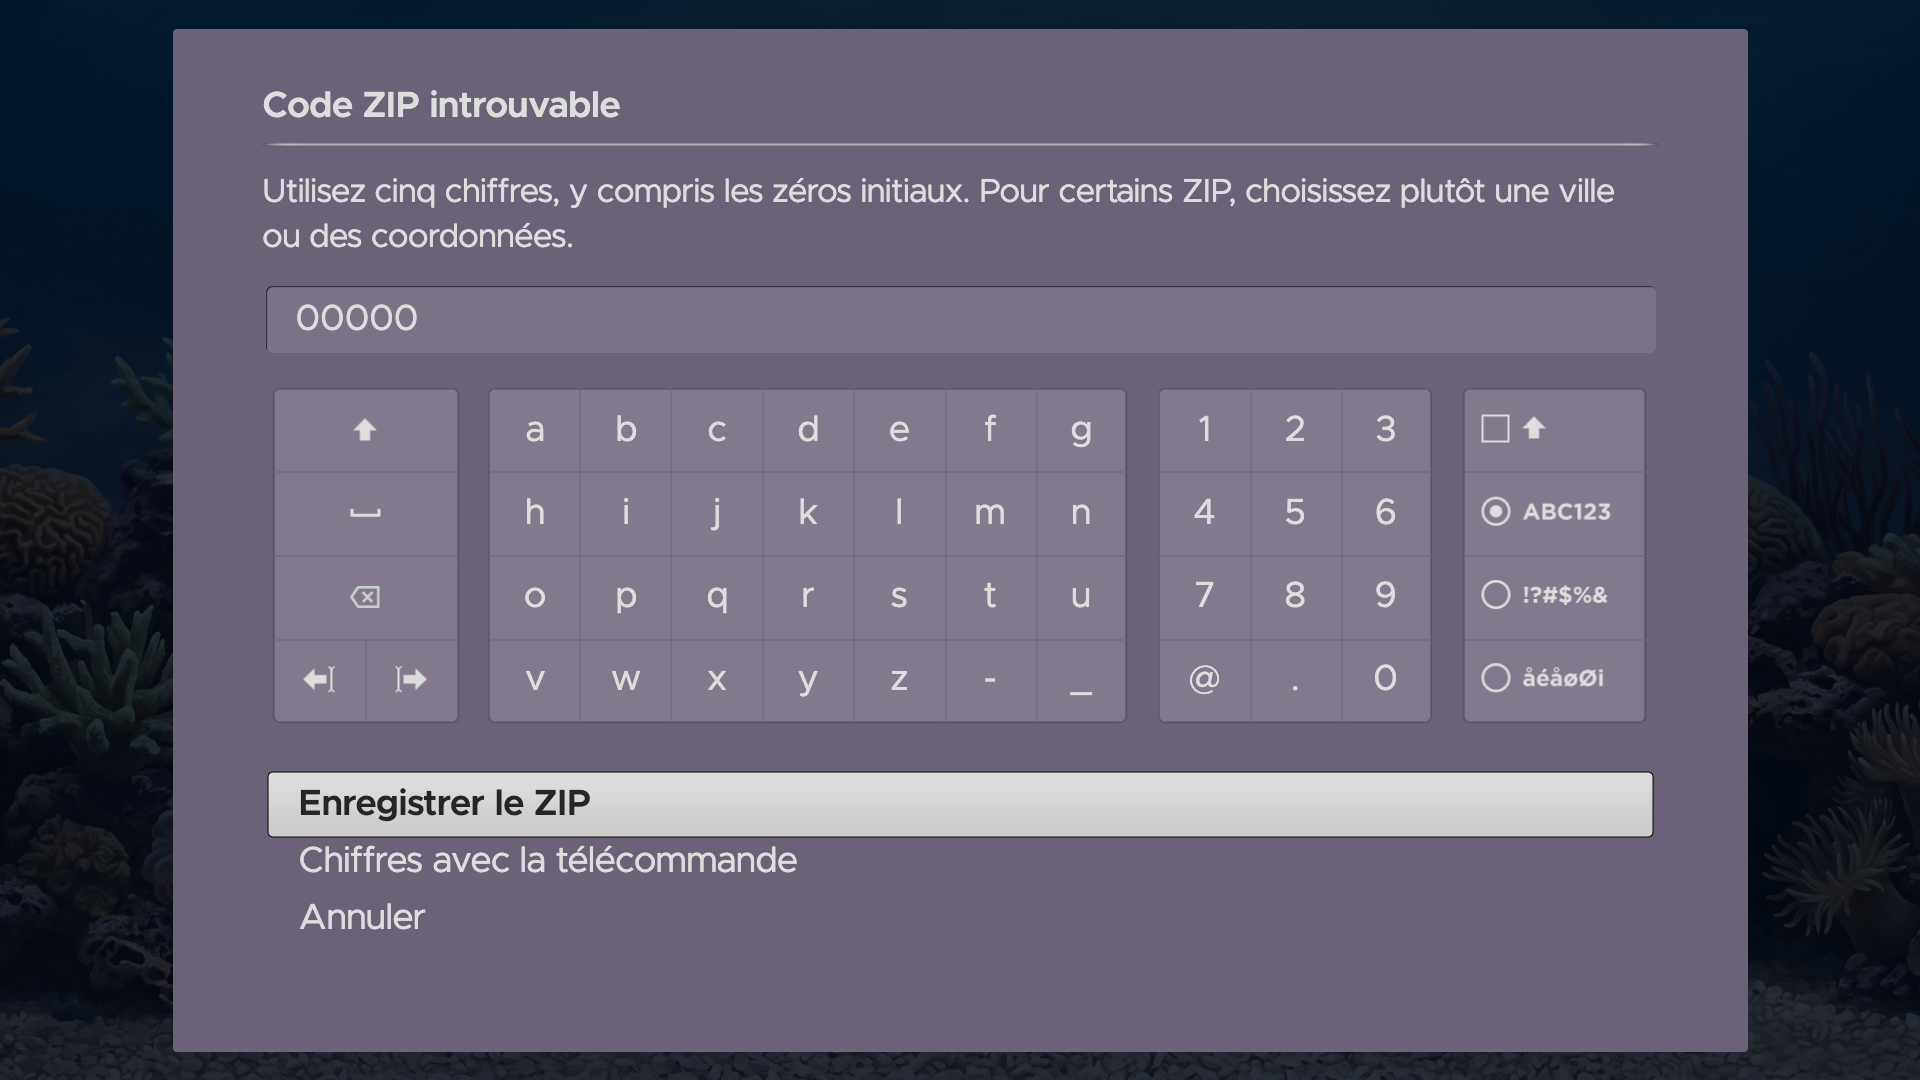 Code ZIP introuvable
Utilisez cinq chiffres, y compris les zéros initiaux. Pour certains ZIP, choisissez plutôt une ville
ou des coordonnées.
00000
a b c d e f g 1 2 3
h i j k l m n 4 5 6 ABC123
o p q r s t u 7 8 9 !?#$%&
v w x y z - _ @ . 0 åéåøØi
Enregistrer le ZIP
Chiffres avec la télécommande
Annuler